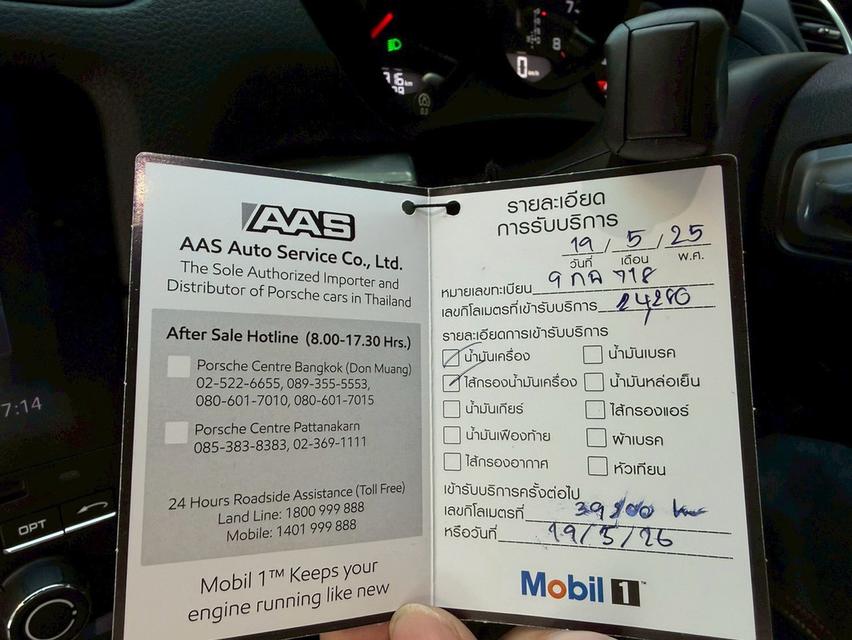 7:14
OPT
0
AAS
AAS Auto Service Co., Ltd.
The Sole Authorized Importer and
Distributor of Porsche cars in Thailand
After Sale Hotline (8.00-17.30 Hrs.)
Porsche Centre Bangkok (Don Muang)
02-522-6655, 089-355-5553,
080-601-7010, 080-601-7015
Porsche Centre Pattanakarn
085-383-8383, 02-369-1111
24 Hours Roadside Assistance (Toll Free)
Land Line: 1800 999 888
Mobile: 1401 999 888
Mobil 1™ Keeps your
engine running like new
รายละเอียด
การรับบริการ
19 / 5 / 25
วันที่ เดือน พ.ศ.
หมายเลขทะเบียน 9 กฉ 718
เลขกิโลเมตรที่เข้ารับบริการ 24280
รายละเอียดการเข้ารับบริการ
น้ำมันเครื่อง น้ำมันเบรค
ไส้กรองน้ำมันเครื่อง น้ำมันหล่อเย็น
น้ำมันเกียร์ ไส้กรองแอร์
น้ำมันเฟืองท้าย ผ้าเบรค
ไส้กรองอากาศ หัวเทียน
เข้ารับบริการครั้งต่อไป
เลขกิโลเมตรที่ 39200
หรือวันที่ 19/5/26
Mobil 1™